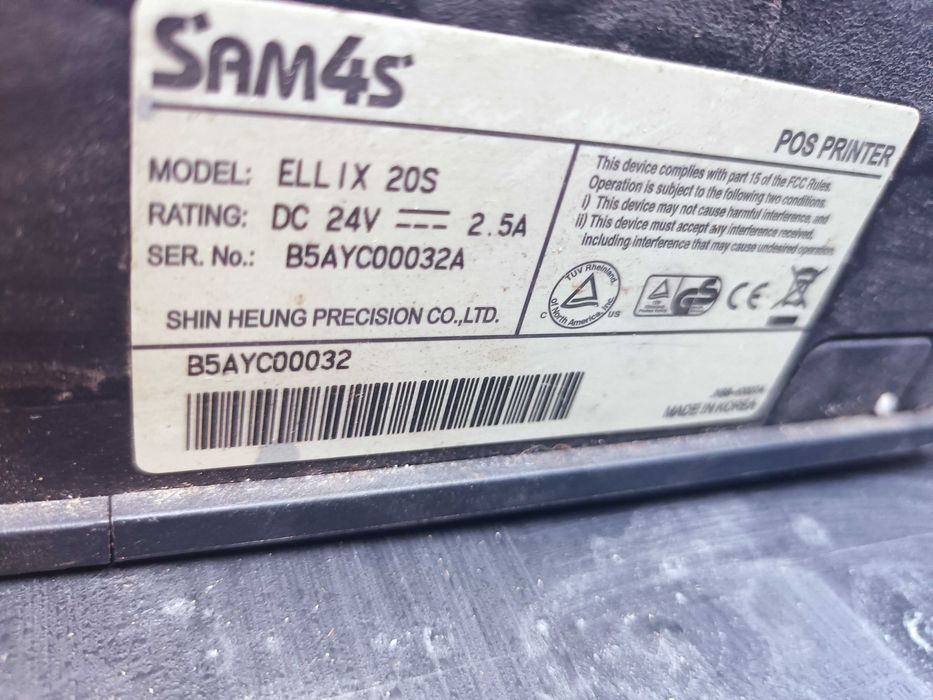 SAM4S
POS PRINTER
MODEL: ELLIX 20S
RATING: DC 24V 2.5A
SER. No.: B5AYC00032A
SHIN HEUNG PRECISION CO.,LTD.
This device complies with part 15 of the FCC Rules.
Operation is subject to the following two conditions.
i) This device may not cause harmful interference, and
ii) This device must accept any interference received,
including interference that may cause undesired operation.
TUV Rheinland
of North America, Inc.
C US
GS
CE
B5AYC00032
MADE IN KOREA